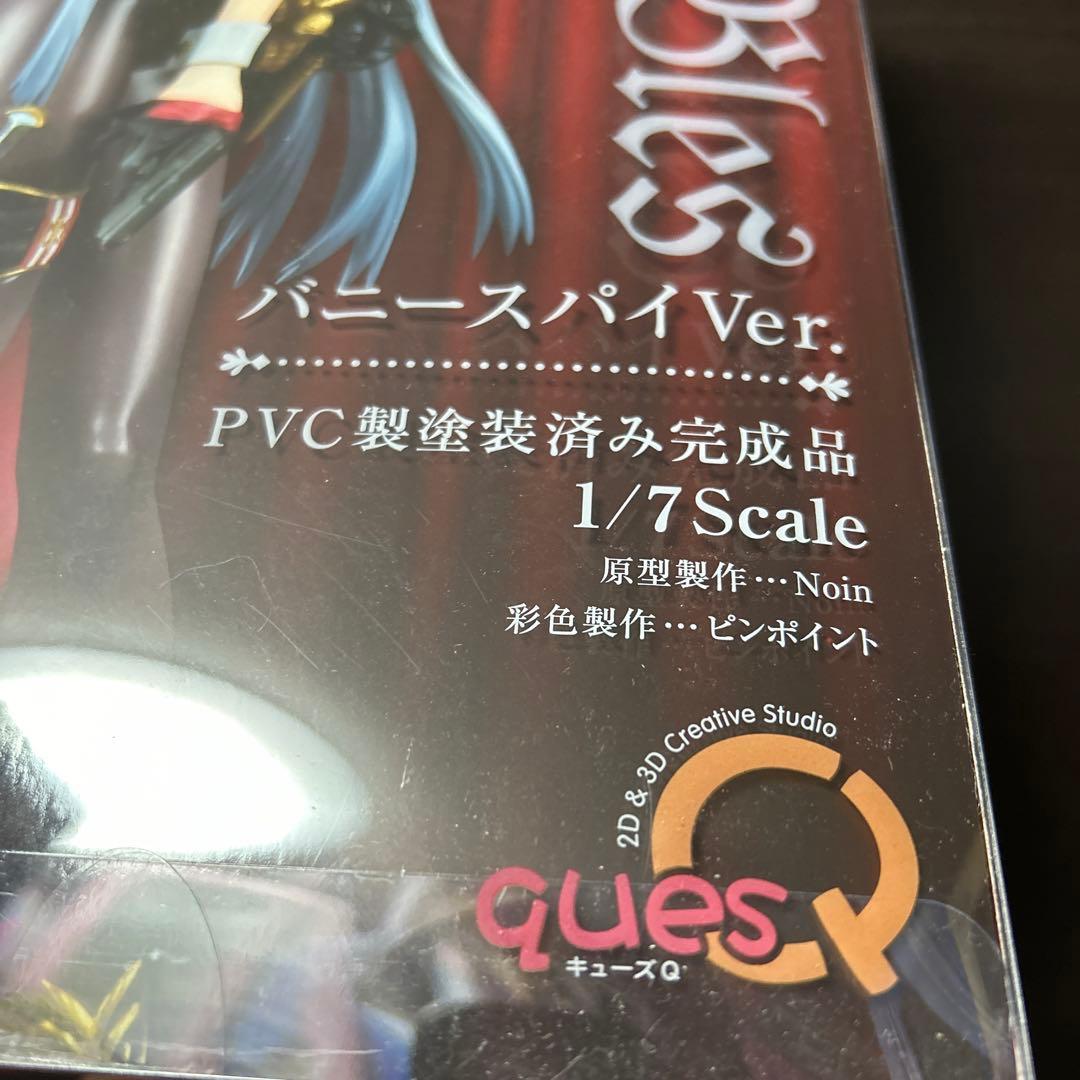 Bles
バニースパイVer.
PVC製塗装済み完成品
1/7Scale
原型製作…Noin
彩色製作…ピンポイント
2D & 3D Creative Studio
quesQ
キューズQ